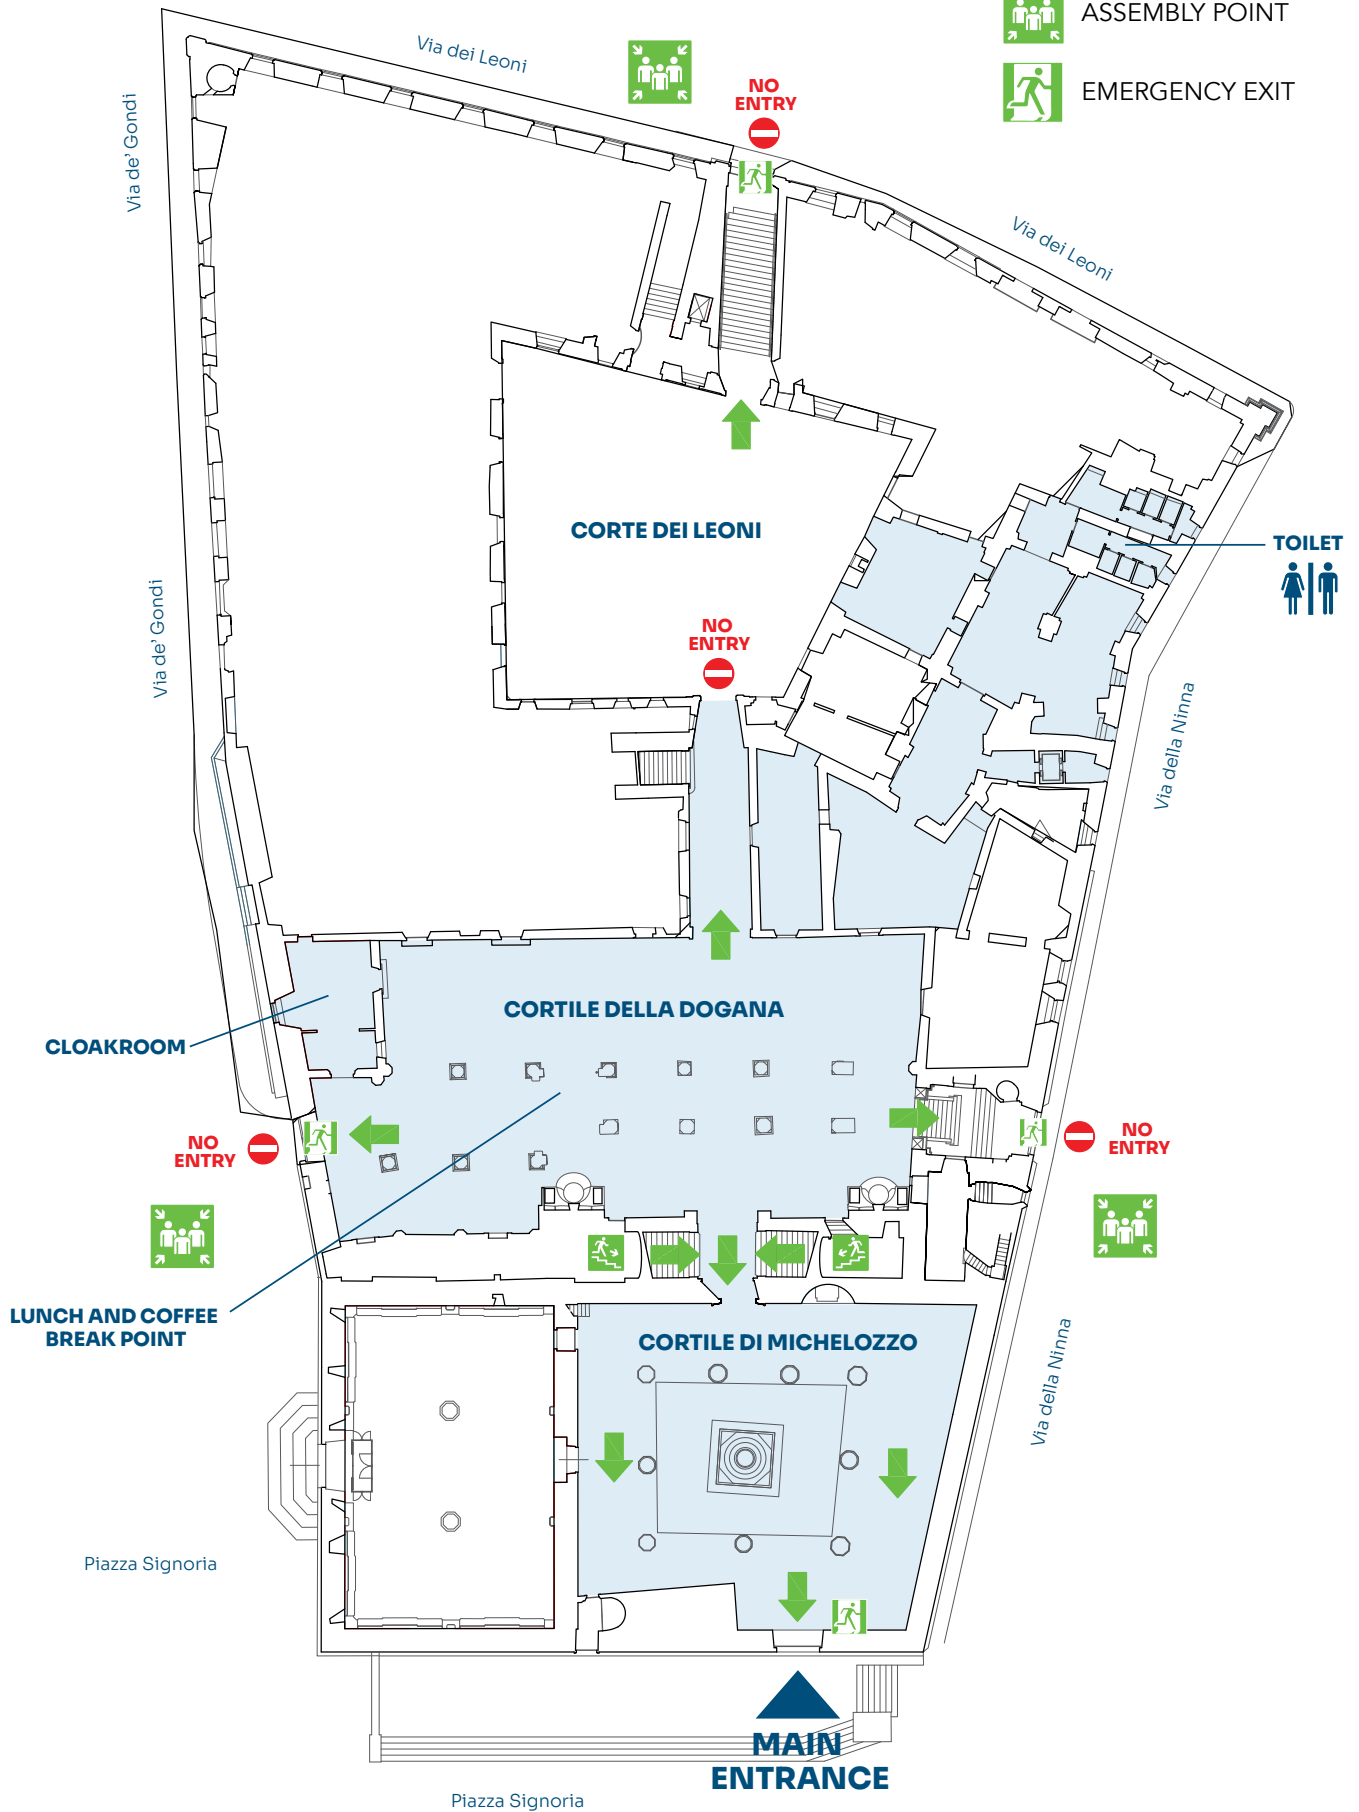 ASSEMBLY POINT
Via dei Leoni
NO
ENTRY
EMERGENCY EXIT
Via de' Gondi
Via dei Leoni
CORTE DEI LEONI
TOILET
Via de' Gondi
NO
ENTRY
Via della Ninna
CORTILE DELLA DOGANA
CLOAKROOM
NO
ENTRY
NO
ENTRY
LUNCH AND COFFEE
BREAK POINT
CORTILE DI MICHELOZZO
Via della Ninna
Piazza Signoria
MAIN
ENTRANCE
Piazza Signoria